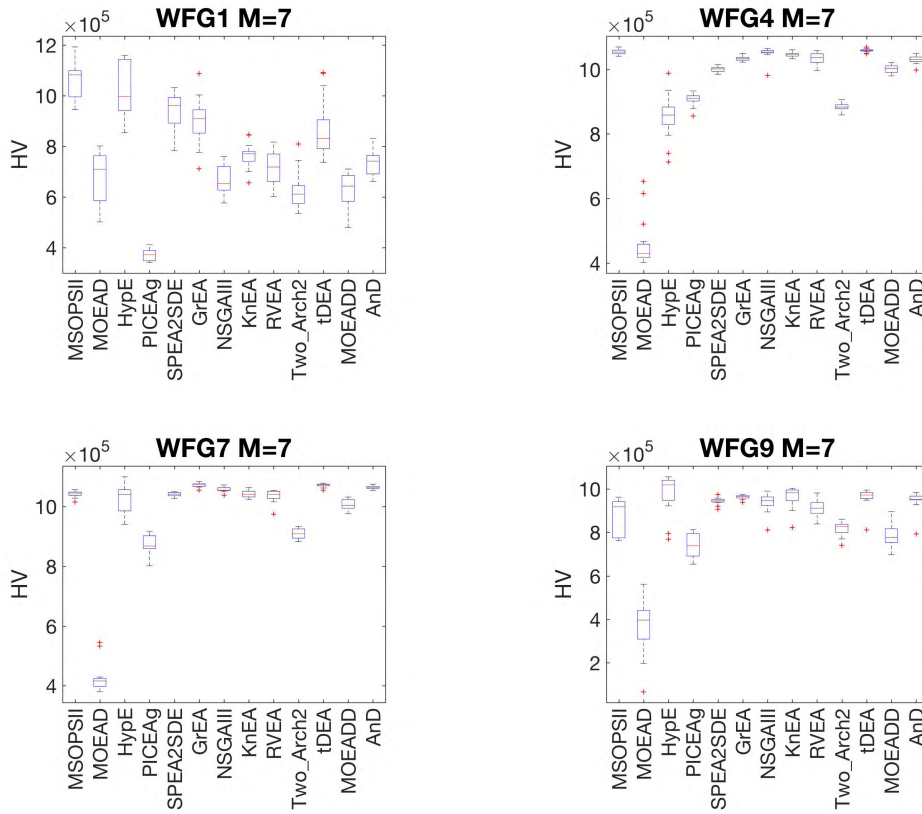 WFG1 M=7
×10^5
12
10
8
6
4
HV
MSOPSII
MOEAD
HypE
PICEAg
SPEA2SDE
GrEA
NSGAIII
KnEA
RVEA
Two_Arch2
tDEA
MOEADD
AnD
WFG4 M=7
×10^5
10
8
6
4
HV
MSOPSII
MOEAD
HypE
PICEAg
SPEA2SDE
GrEA
NSGAIII
KnEA
RVEA
Two_Arch2
tDEA
MOEADD
AnD
WFG7 M=7
×10^5
10
8
6
4
HV
MSOPSII
MOEAD
HypE
PICEAg
SPEA2SDE
GrEA
NSGAIII
KnEA
RVEA
Two_Arch2
tDEA
MOEADD
AnD
WFG9 M=7
×10^5
10
8
6
4
2
HV
MSOPSII
MOEAD
HypE
PICEAg
SPEA2SDE
GrEA
NSGAIII
KnEA
RVEA
Two_Arch2
tDEA
MOEADD
AnD